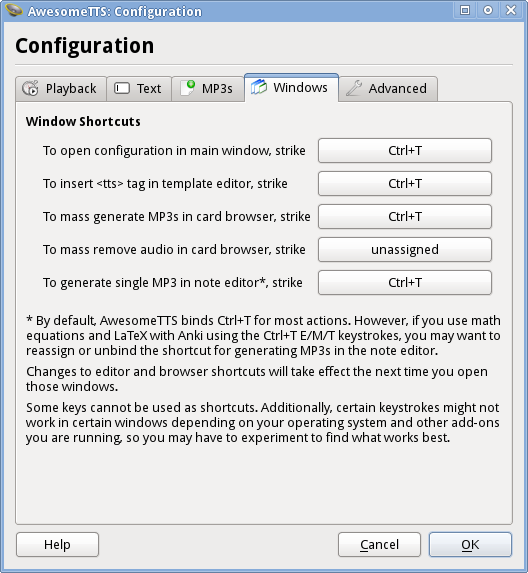 AwesomeTTS: Configuration
Configuration
Playback Text MP3s Windows Advanced
Window Shortcuts
To open configuration in main window, strike Ctrl+T
To insert <tts> tag in template editor, strike Ctrl+T
To mass generate MP3s in card browser, strike Ctrl+T
To mass remove audio in card browser, strike unassigned
To generate single MP3 in note editor*, strike Ctrl+T
* By default, AwesomeTTS binds Ctrl+T for most actions. However, if you use math
equations and LaTeX with Anki using the Ctrl+T E/M/T keystrokes, you may want to
reassign or unbind the shortcut for generating MP3s in the note editor.
Changes to editor and browser shortcuts will take effect the next time you open
those windows.
Some keys cannot be used as shortcuts. Additionally, certain keystrokes might not
work in certain windows depending on your operating system and other add-ons
you are running, so you may have to experiment to find what works best.
Help Cancel OK